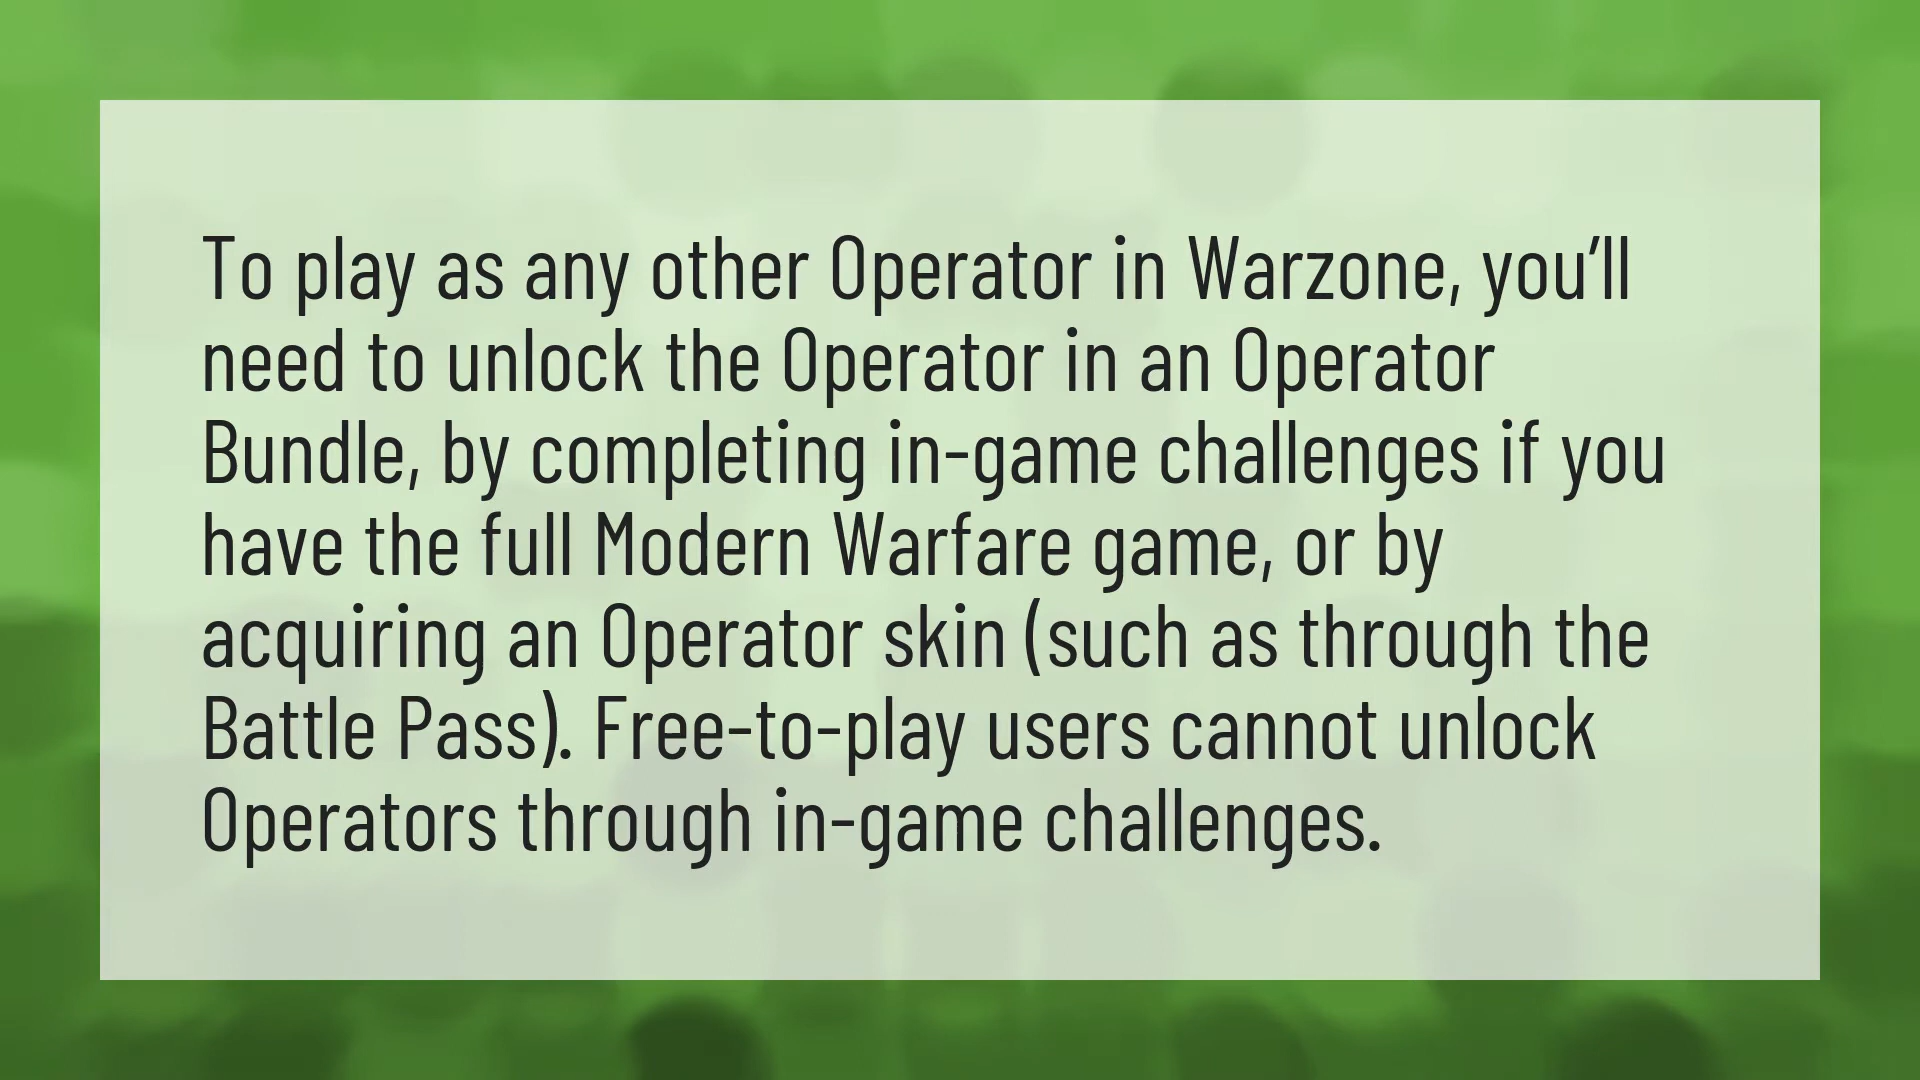 To play as any other Operator in Warzone, you’ll
need to unlock the Operator in an Operator
Bundle, by completing in-game challenges if you
have the full Modern Warfare game, or by
acquiring an Operator skin (such as through the
Battle Pass). Free-to-play users cannot unlock
Operators through in-game challenges.